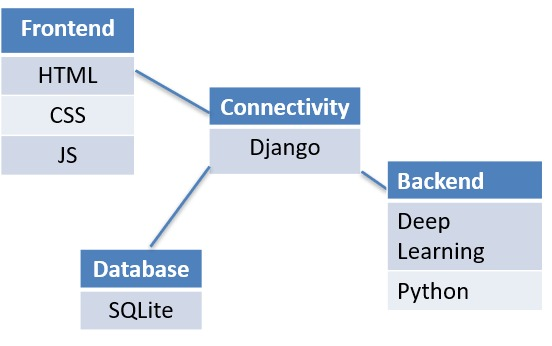 Frontend
HTML
CSS
JS
Connectivity
Django
Backend
Deep
Learning
Python
Database
SQLite